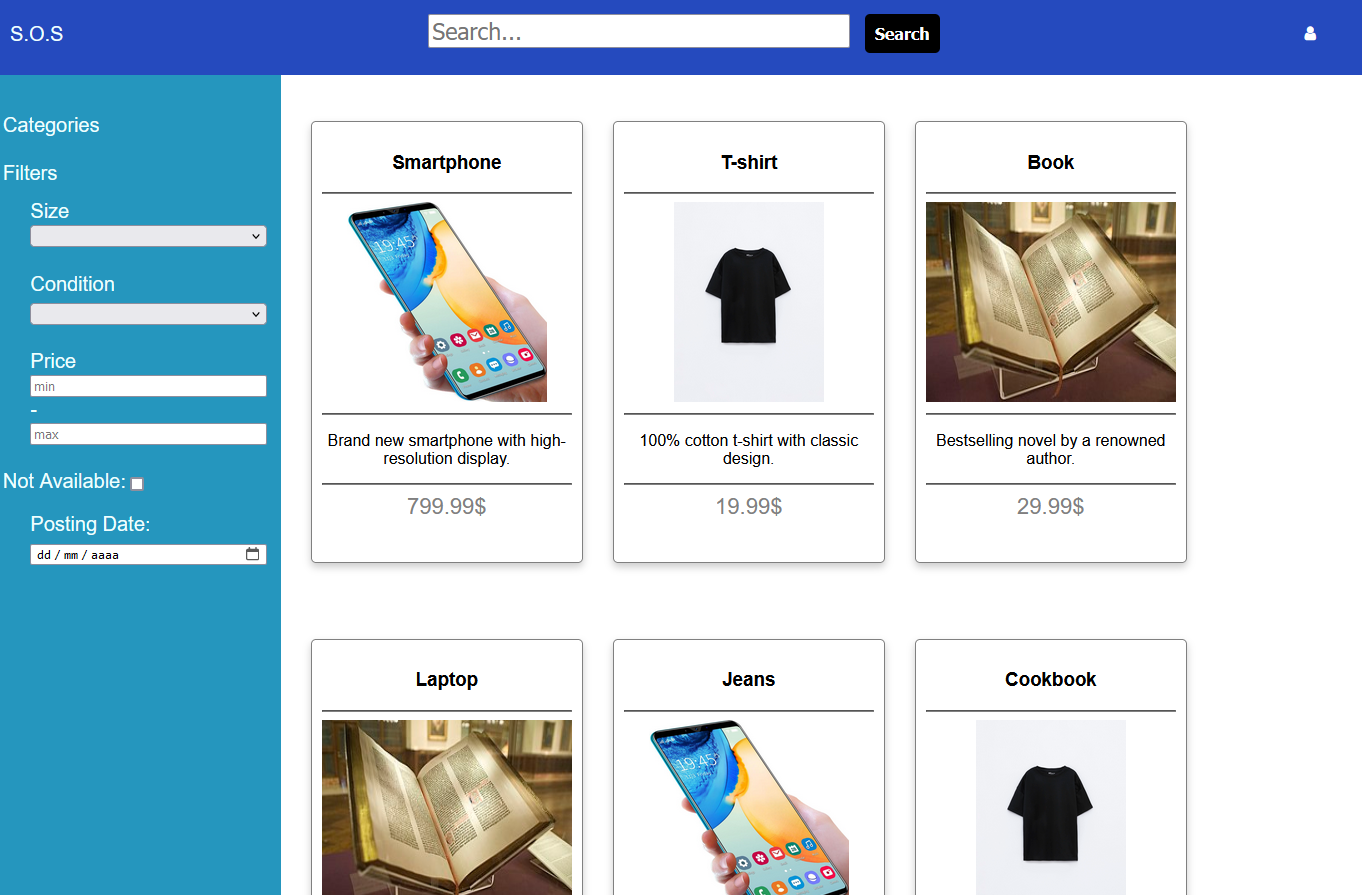 S.O.S
Search...
Search
Categories
Filters
Size
Condition
Price
min
-
max
Not Available:
Posting Date:
dd / mm / aaaa
Smartphone
19:45
Brand new smartphone with high-
resolution display.
799.99$
T-shirt
100% cotton t-shirt with classic
design.
19.99$
Book
Bestselling novel by a renowned
author.
29.99$
Laptop
Jeans
19:45
Cookbook